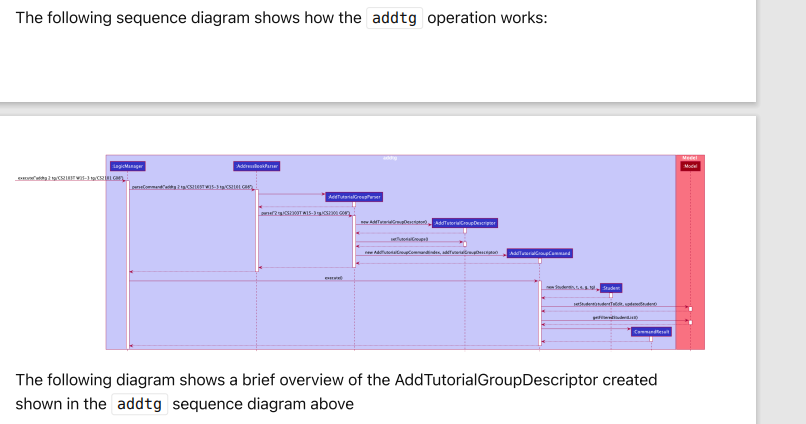 The following sequence diagram shows how the addtg operation works:
addtg
Model
:LogicManager
:AddressBookParser
:Model
execute("addtg 2 tg/CS2103T W15-3 tg/CS2101 G08")
parseCommand("addtg 2 tg/CS2103T W15-3 tg/CS2101 G08")
:AddTutorialGroupParser
parse("2 tg/CS2103T W15-3 tg/CS2101 G08")
new AddTutorialGroupDescriptor()
:AddTutorialGroupDescriptor
setTutorialGroups()
new AddTutorialGroupCommand(index, addTutorialGroupDescriptor)
:AddTutorialGroupCommand
execute()
new Student(n, t, e, g, tg)
:Student
setStudent(studentToEdit, updatedStudent)
getFilteredStudentList()
:CommandResult
The following diagram shows a brief overview of the AddTutorialGroupDescriptor created
shown in the addtg sequence diagram above